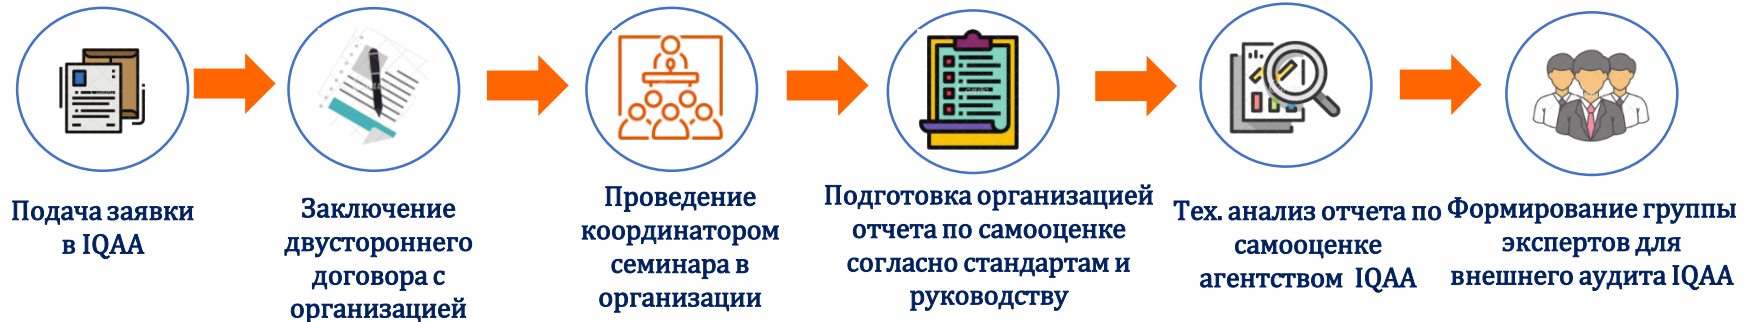 Подача заявки
в IQAA
Заключение
двустороннего
договора с
организацией
Проведение
координатором
семинара в
организации
Подготовка организацией
отчета по самооценке
согласно стандартам и
руководству
Тех. анализ отчета по
самооценке
агентством IQAA
Формирование группы
экспертов для
внешнего аудита IQAA